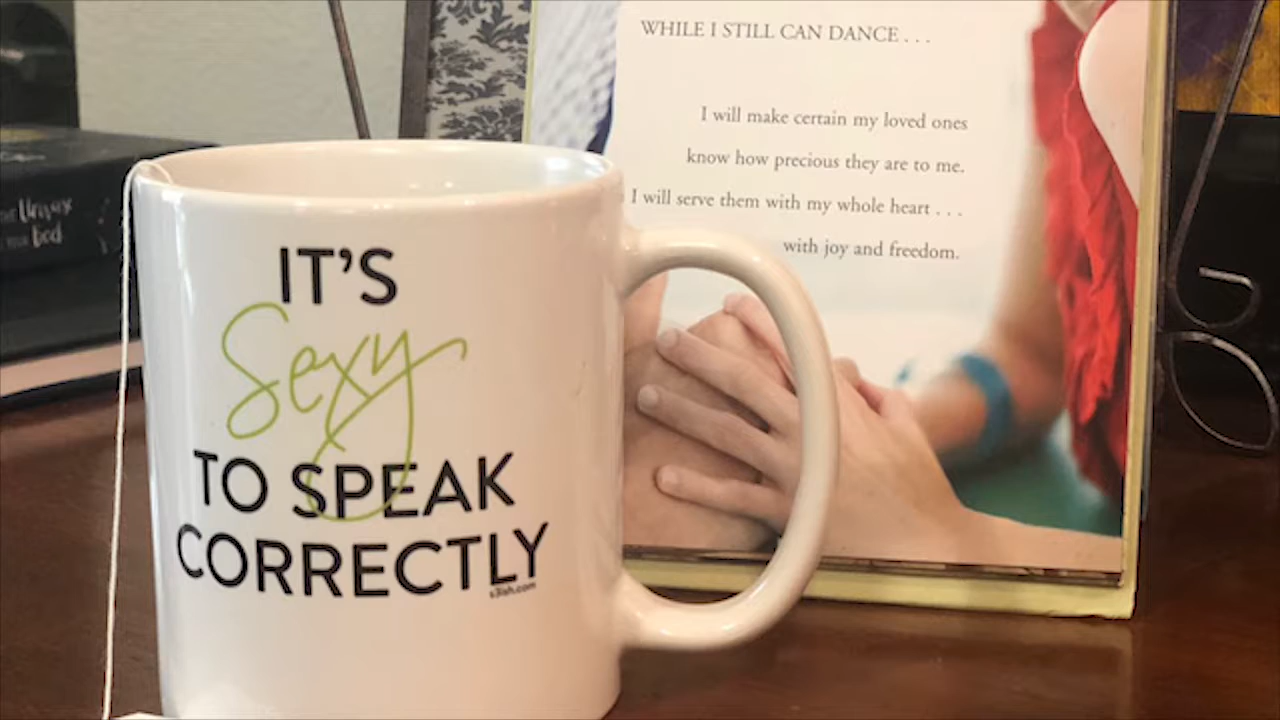 IT'S
Sexy
TO SPEAK
CORRECTLY
WHILE I STILL CAN DANCE . . .
I will make certain my loved ones
know how precious they are to me.
I will serve them with my whole heart . . .
with joy and freedom.